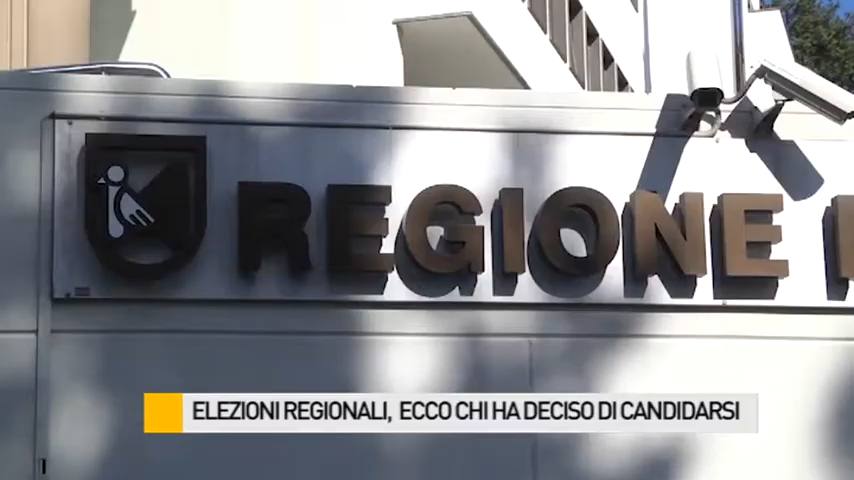 REGIONE
ELEZIONI REGIONALI, ECCO CHI HA DECISO DI CANDIDARSI